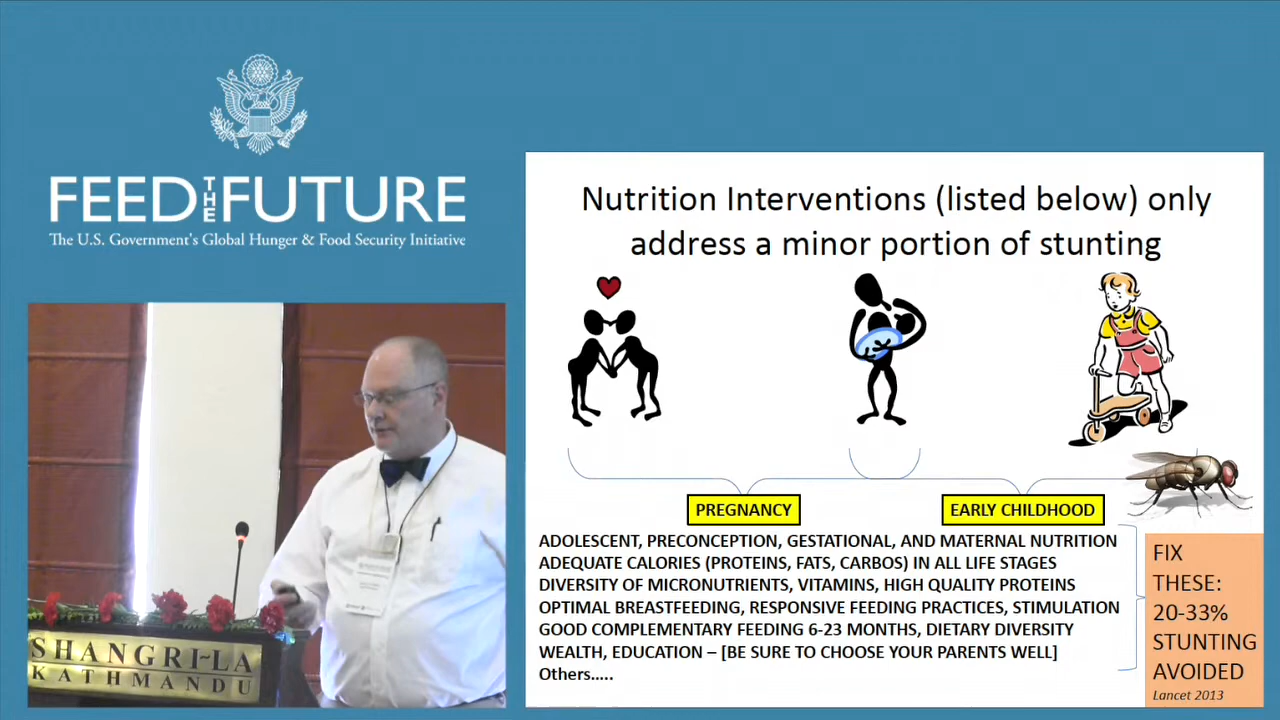 FEED THE FUTURE
The U.S. Government's Global Hunger & Food Security Initiative
SHANGRI-LA
KATHMANDU
Nutrition Interventions (listed below) only
address a minor portion of stunting
PREGNANCY
EARLY CHILDHOOD
ADOLESCENT, PRECONCEPTION, GESTATIONAL, AND MATERNAL NUTRITION
ADEQUATE CALORIES (PROTEINS, FATS, CARBOS) IN ALL LIFE STAGES
DIVERSITY OF MICRONUTRIENTS, VITAMINS, HIGH QUALITY PROTEINS
OPTIMAL BREASTFEEDING, RESPONSIVE FEEDING PRACTICES, STIMULATION
GOOD COMPLEMENTARY FEEDING 6-23 MONTHS, DIETARY DIVERSITY
WEALTH, EDUCATION – [BE SURE TO CHOOSE YOUR PARENTS WELL]
Others.....
FIX
THESE:
20-33%
STUNTING
AVOIDED
Lancet 2013